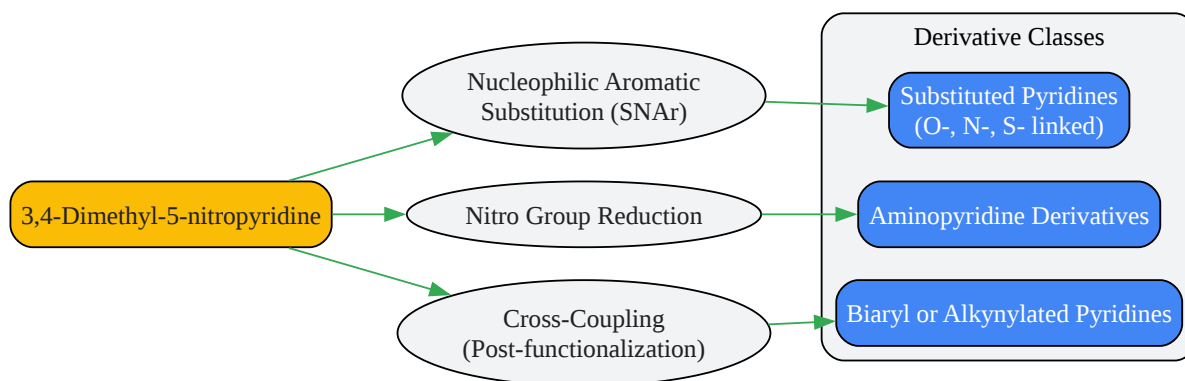 Derivative Classes
Nucleophilic Aromatic
Substitution (SNAr)
Substituted Pyridines
(O-, N-, S- linked)
3,4-Dimethyl-5-nitropyridine
Nitro Group Reduction
Aminopyridine Derivatives
Cross-Coupling
(Post-functionalization)
Biaryl or Alkynylated Pyridines